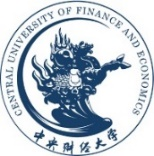 CENTRAL UNIVERSITY OF FINANCE AND ECONOMICS
中央财经大学